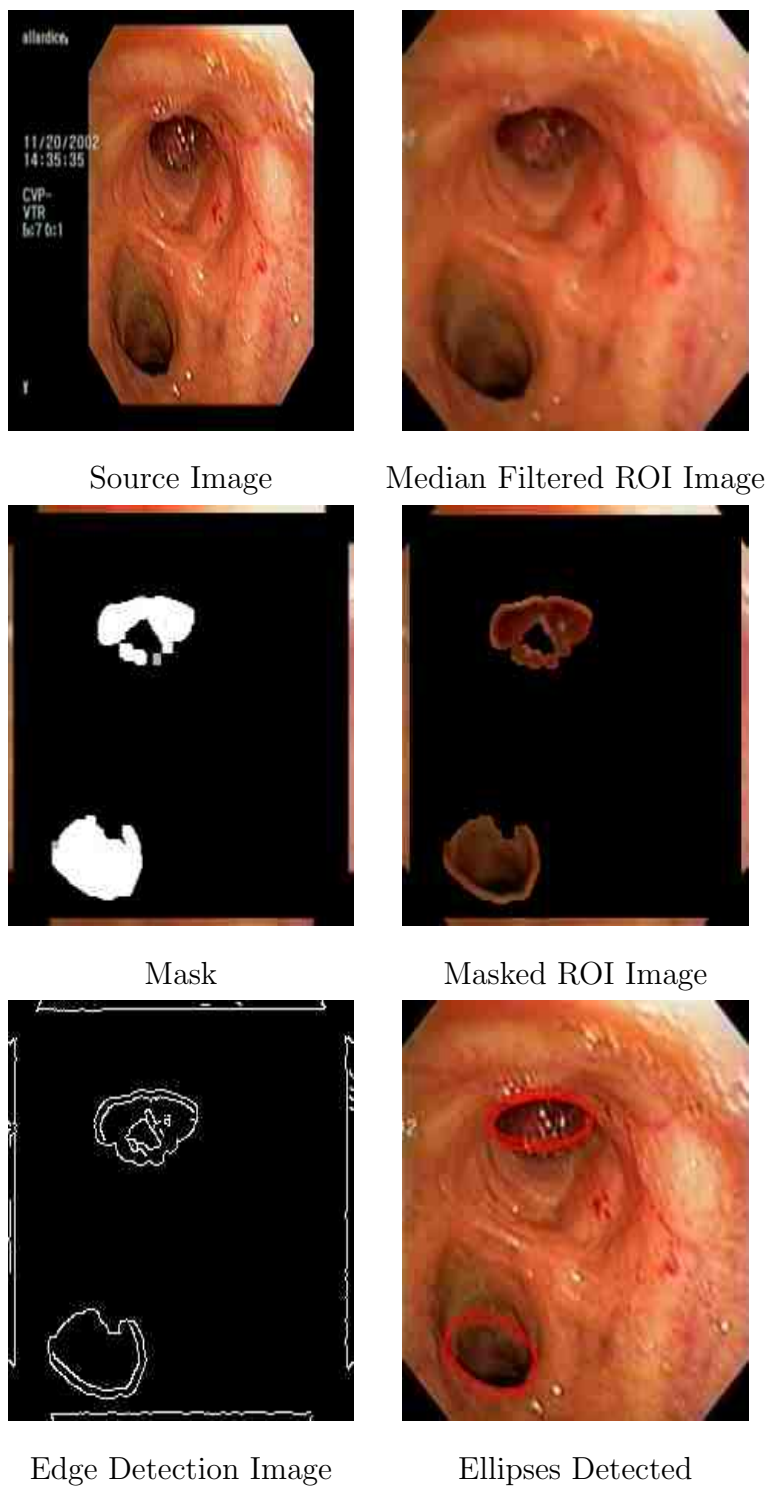 allardice,
11/20/2002
14:35:35
CVP-
VTR
Source Image
Median Filtered ROI Image
Mask
Masked ROI Image
Edge Detection Image
Ellipses Detected